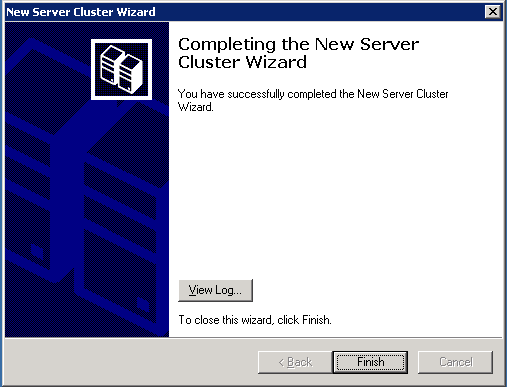 New Server Cluster Wizard
Completing the New Server
Cluster Wizard
You have successfully completed the New Server Cluster
Wizard.
View Log...
To close this wizard, click Finish.
< Back
Finish
Cancel